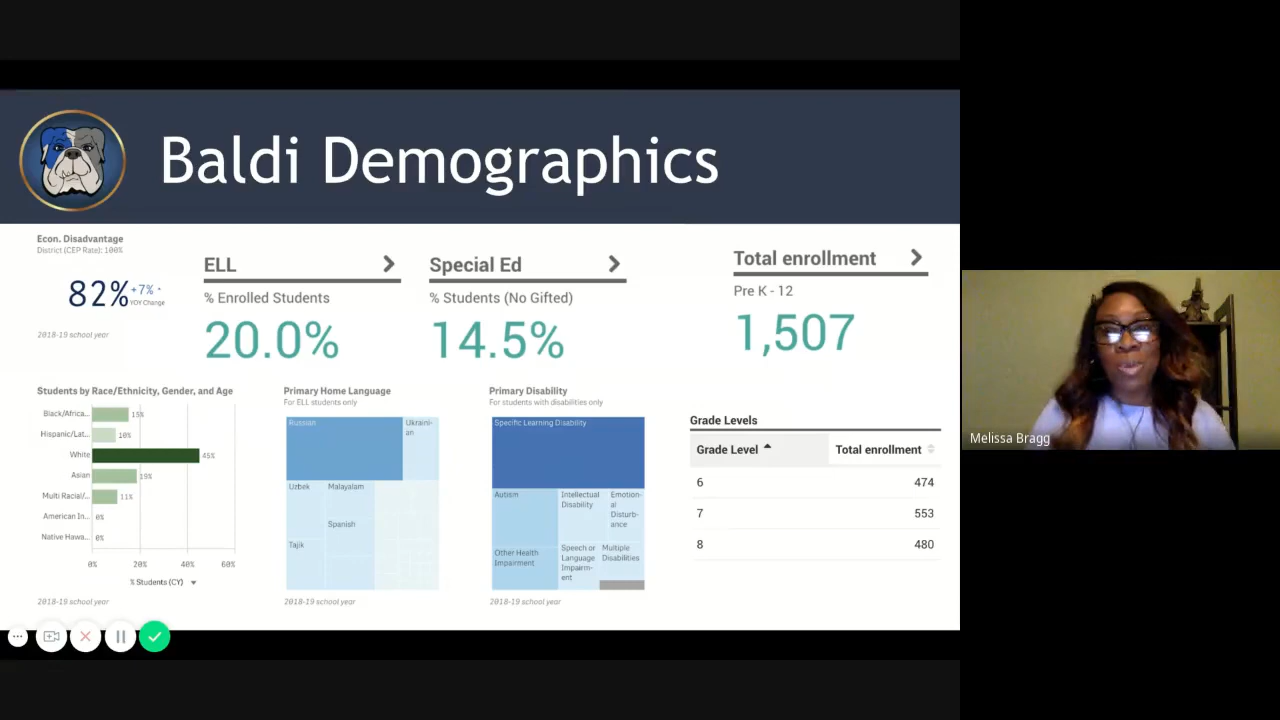 Baldi Demographics
Econ. Disadvantage
District (CEP Rate): 100%
82%
+7%
YOY Change
2018-19 school year
ELL
% Enrolled Students
20.0%
Special Ed
% Students (No Gifted)
14.5%
Total enrollment
Pre K - 12
1,507
Students by Race/Ethnicity, Gender, and Age
Black/Africa... 15%
Hispanic/Lat... 10%
White 45%
Asian 19%
Multi Racial/... 11%
American In... 0%
Native Hawa... 0%
0% 20% 40% 60%
% Students (CY)
2018-19 school year
Primary Home Language
For ELL students only
Russian
Ukraini-
an
Uzbek
Malayalam
Spanish
Tajik
2018-19 school year
Primary Disability
For students with disabilities only
Specific Learning Disability
Autism
Intellectual
Disability
Emotion-
al
Disturb-
ance
Other Health
Impairment
Speech or
Language
Impairm-
ent
Multiple
Disabilities
2018-19 school year
Grade Levels
Grade Level Total enrollment
6 474
7 553
8 480
Melissa Bragg